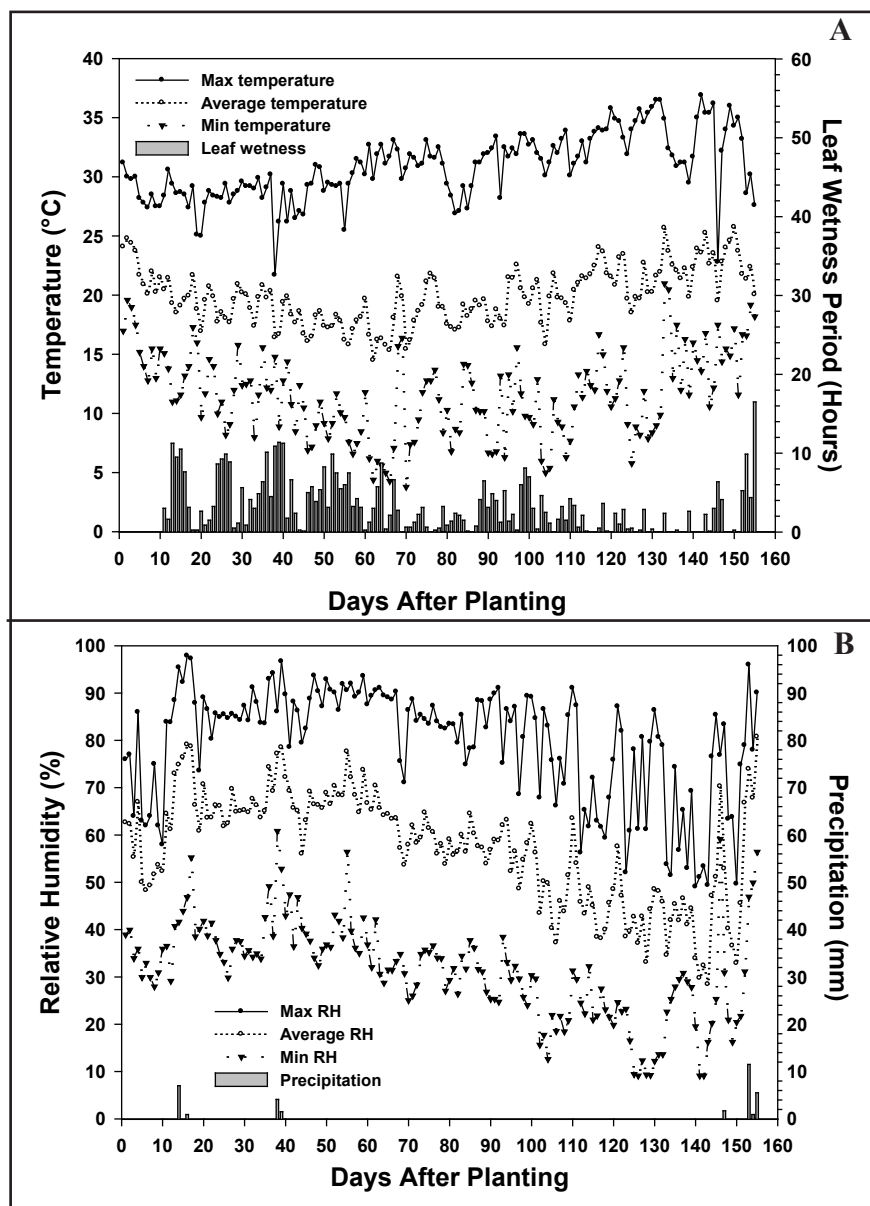 A
40
35
30
25
20
15
10
5
0
Temperature (°C)
Max temperature
Average temperature
Min temperature
Leaf wetness
60
50
40
30
20
10
0
Leaf Wetness Period (Hours)
0 10 20 30 40 50 60 70 80 90 100 110 120 130 140 150 160
Days After Planting
B
100
90
80
70
60
50
40
30
20
10
0
Relative Humidity (%)
Max RH
Average RH
Min RH
Precipitation
100
90
80
70
60
50
40
30
20
10
0
Precipitation (mm)
0 10 20 30 40 50 60 70 80 90 100 110 120 130 140 150 160
Days After Planting